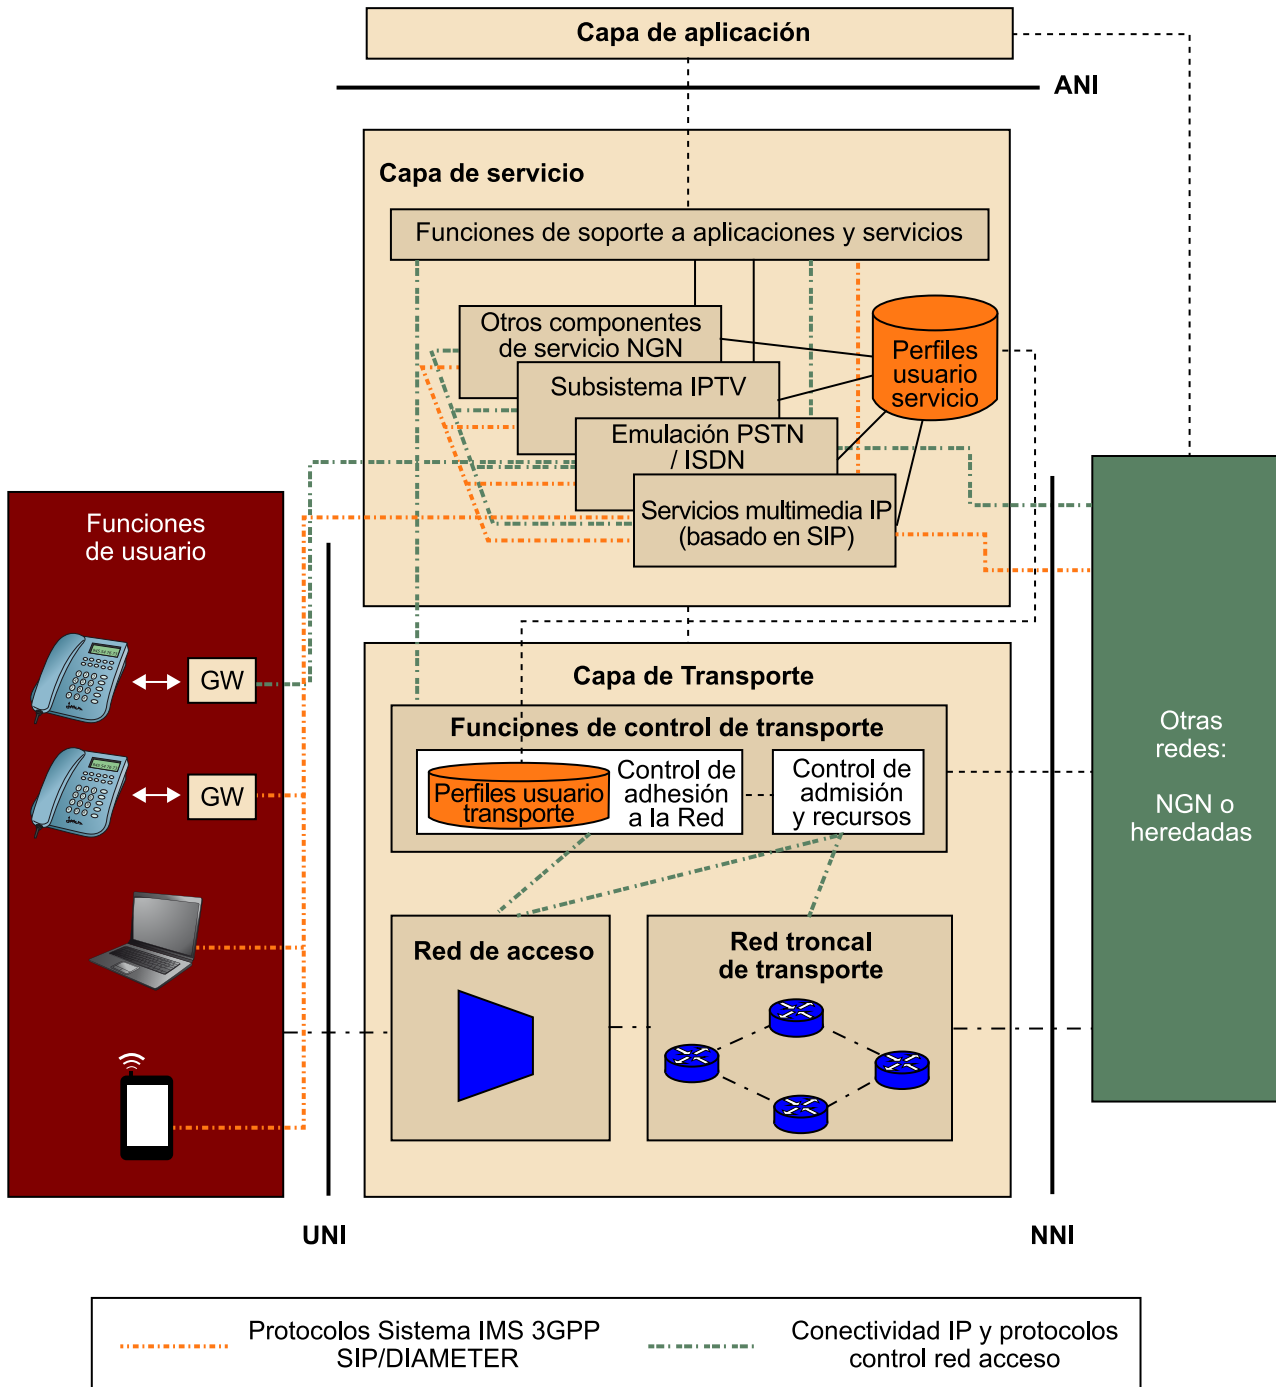 Capa de aplicación
ANI
Capa de servicio
Funciones de soporte a aplicaciones y servicios
Otros componentes
de servicio NGN
Subsistema IPTV
Emulación PSTN
/ ISDN
Servicios multimedia IP
(basado en SIP)
Perfiles
usuario
servicio
Funciones
de usuario
GW
GW
Capa de Transporte
Funciones de control de transporte
Perfiles usuario
transporte
Control de
adhesión
a la Red
Control de
admisión
y recursos
Red de acceso
Red troncal
de transporte
Otras
redes:
NGN o
heredadas
UNI
NNI
Protocolos Sistema IMS 3GPP
SIP/DIAMETER
Conectividad IP y protocolos
control red acceso